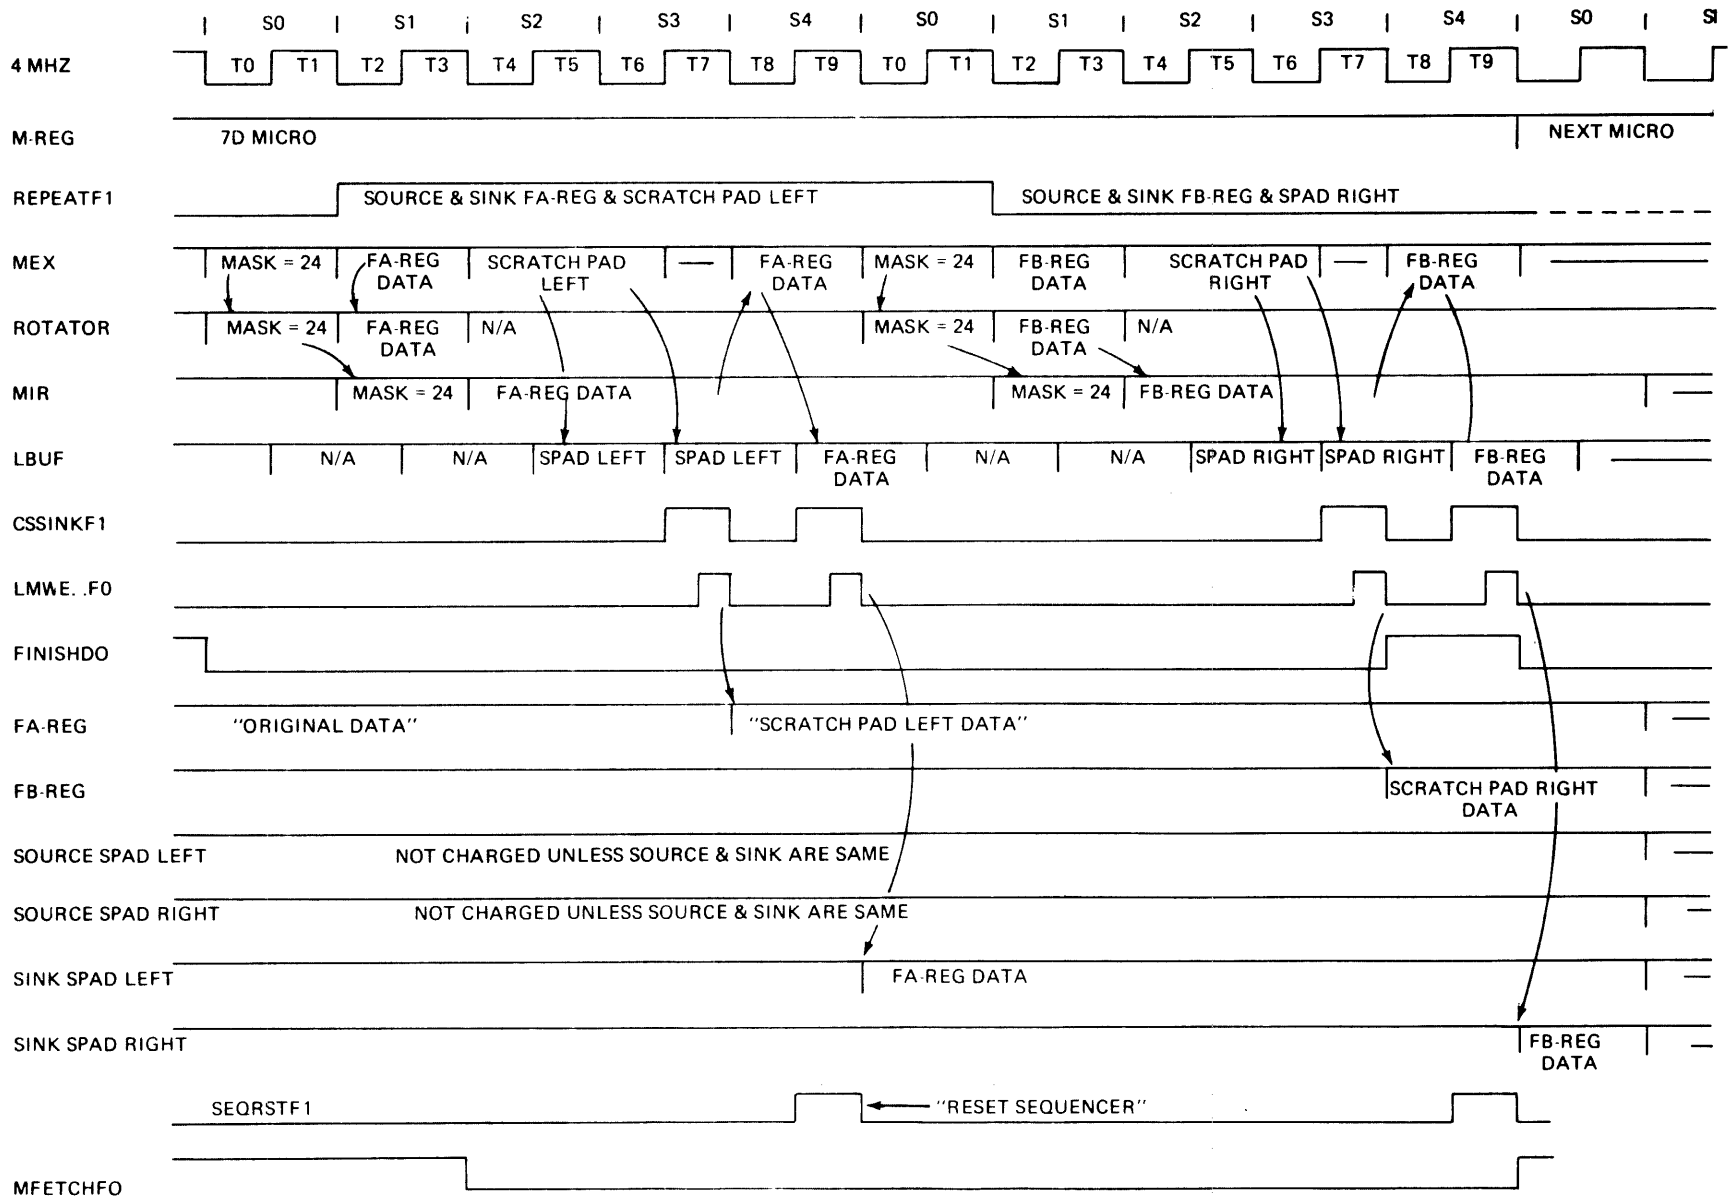 S0 S1 S2 S3 S4 S0 S1 S2 S3 S4 S0 S1
4 MHZ T0 T1 T2 T3 T4 T5 T6 T7 T8 T9 T0 T1 T2 T3 T4 T5 T6 T7 T8 T9
M-REG 7D MICRO NEXT MICRO
REPEATF1 SOURCE & SINK FA-REG & SCRATCH PAD LEFT SOURCE & SINK FB-REG & SPAD RIGHT
MEX MASK = 24 FA-REG SCRATCH PAD FA-REG MASK = 24 FB-REG SCRATCH PAD FB-REG
DATA LEFT DATA DATA RIGHT DATA
ROTATOR MASK = 24 FA-REG N/A MASK = 24 FB-REG N/A
DATA DATA
MIR MASK = 24 FA-REG DATA MASK = 24 FB-REG DATA
LBUF N/A N/A SPAD LEFT SPAD LEFT FA-REG N/A N/A SPAD RIGHT SPAD RIGHT FB-REG
DATA DATA
CSSINKF1
LMWE..F0
FINISHDO
FA-REG "ORIGINAL DATA" "SCRATCH PAD LEFT DATA"
FB-REG SCRATCH PAD RIGHT
DATA
SOURCE SPAD LEFT NOT CHARGED UNLESS SOURCE & SINK ARE SAME
SOURCE SPAD RIGHT NOT CHARGED UNLESS SOURCE & SINK ARE SAME
SINK SPAD LEFT FA-REG DATA
SINK SPAD RIGHT FB-REG
DATA
SEQRSTF1 "RESET SEQUENCER"
MFETCHFO